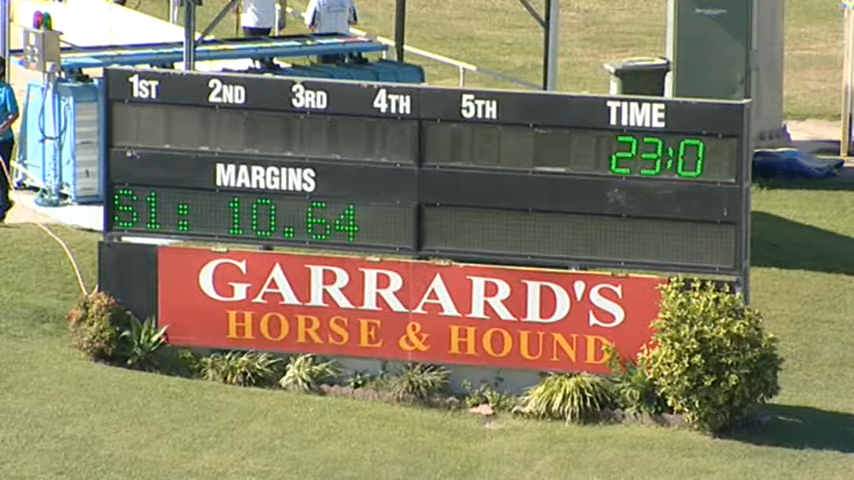 1ST 2ND 3RD 4TH 5TH TIME
23:0
MARGINS
S1: 10.64
GARRARD'S
HORSE & HOUND